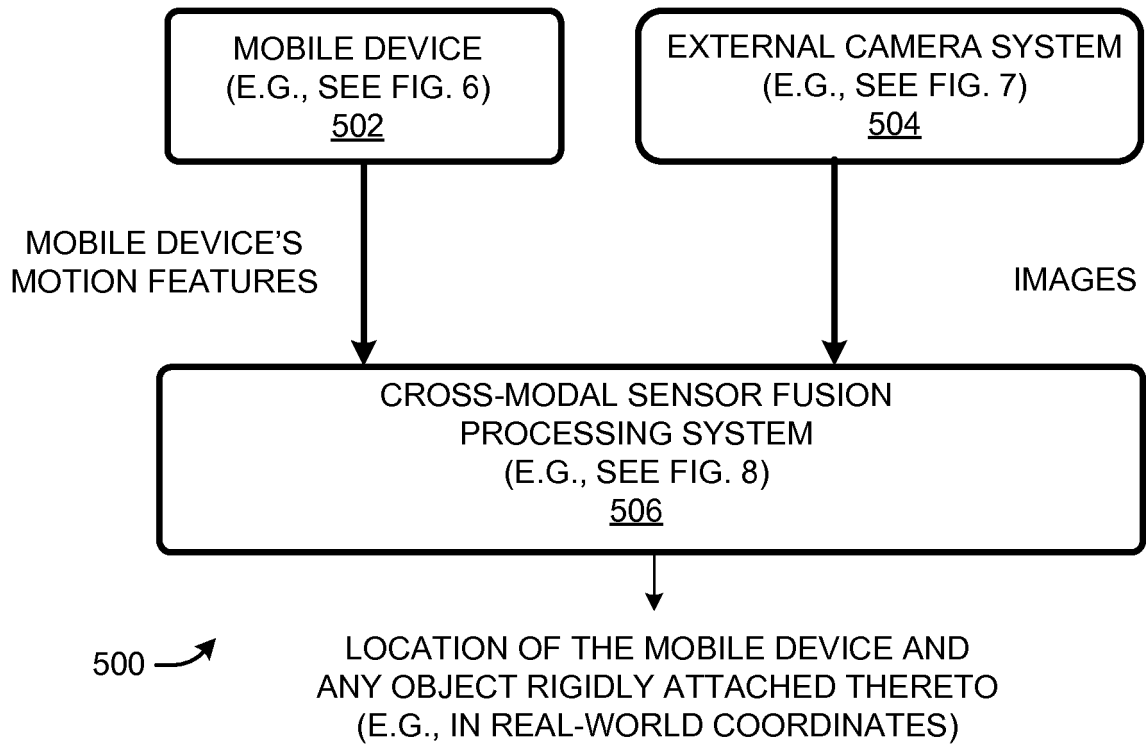 MOBILE DEVICE
(E.G., SEE FIG. 6)
502
EXTERNAL CAMERA SYSTEM
(E.G., SEE FIG. 7)
504
MOBILE DEVICE’S
MOTION FEATURES
IMAGES
CROSS-MODAL SENSOR FUSION
PROCESSING SYSTEM
(E.G., SEE FIG. 8)
506
500
LOCATION OF THE MOBILE DEVICE AND
ANY OBJECT RIGIDLY ATTACHED THERETO
(E.G., IN REAL-WORLD COORDINATES)